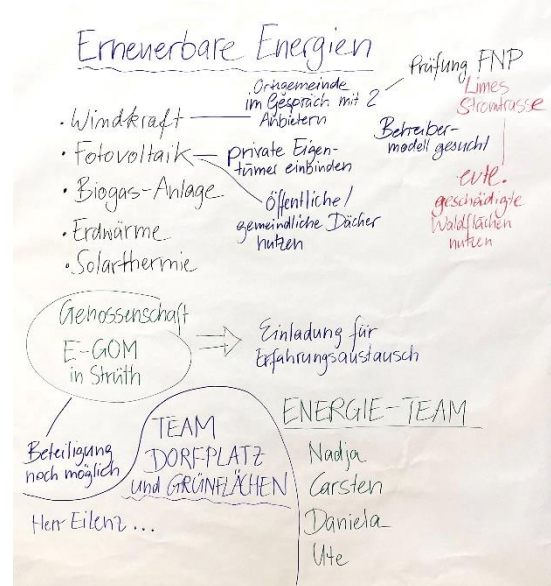 Erneuerbare Energien
Ortsgemeinde
im Gespräch mit 2
Anbietern
Prüfung FNP
Limes
Stromtrasse
Betreiber-
modell gesucht
evtl.
geschädigte
Waldflächen
nutzen
· Windkraft
· Fotovoltaik
private Eigen-
tümer einbinden
öffentliche/
gemeindliche Dächer
nutzen
· Biogas-Anlage
· Erdwärme
· Solarthermie
Genossenschaft
E-GOM
in Strüth
Einladung für
Erfahrungsaustausch
Beteiligung
noch möglich
TEAM
DORFPLATZ
und GRÜNFLÄCHEN
Herr Eilenz ...
ENERGIE-TEAM
Nadja
Carsten
Daniela
Ute